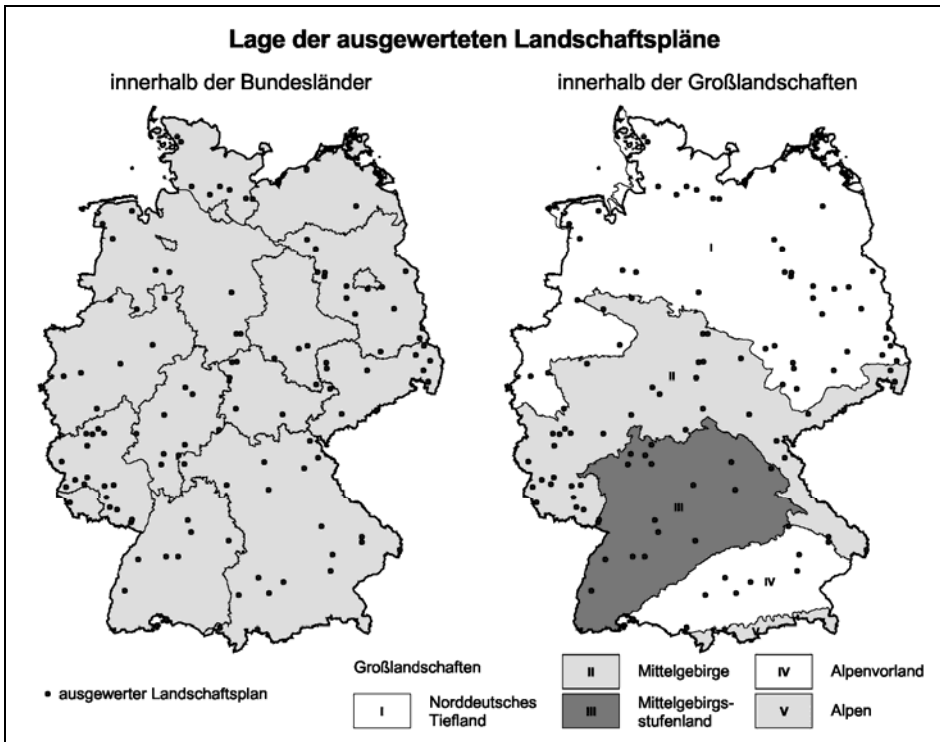 Lage der ausgewerteten Landschaftspläne
innerhalb der Bundesländer
innerhalb der Großlandschaften
I
II
III
IV
V
Großlandschaften
• ausgewerter Landschaftsplan
I Norddeutsches
Tiefland
II Mittelgebirge
III Mittelgebirgs-
stufenland
IV Alpenvorland
V Alpen